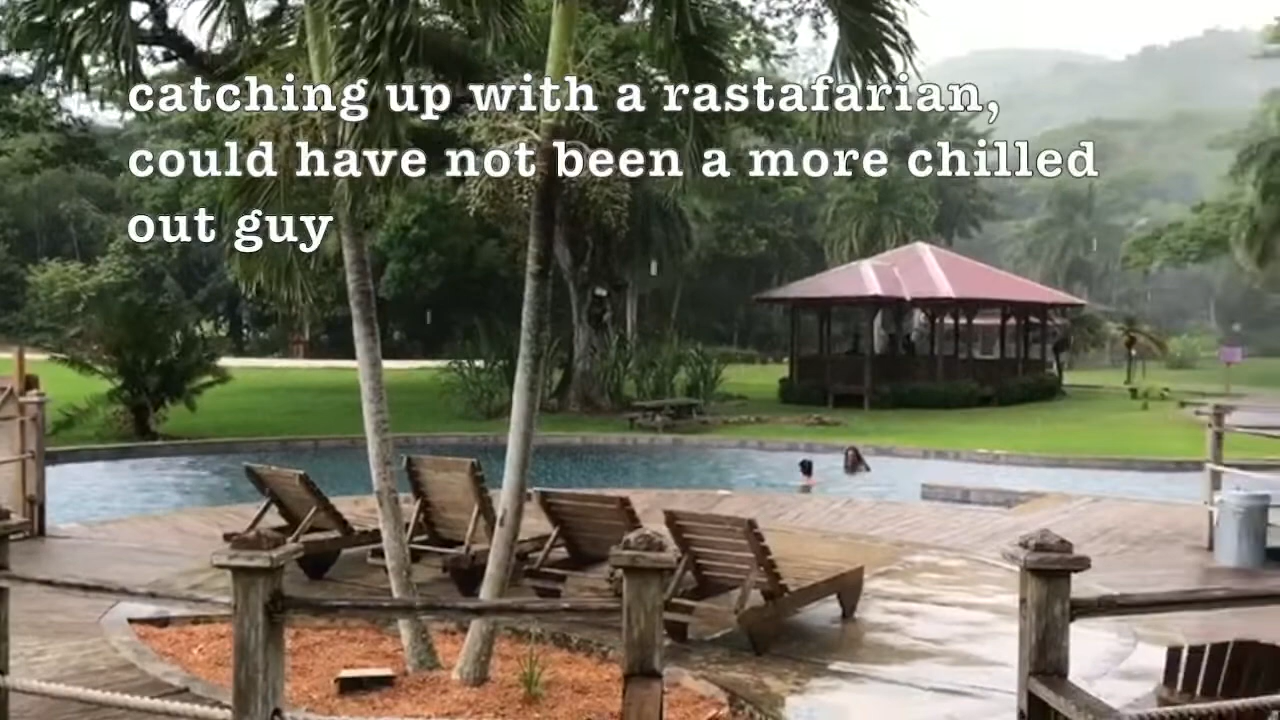 catching up with a rastafarian,
could have not been a more chilled
out guy